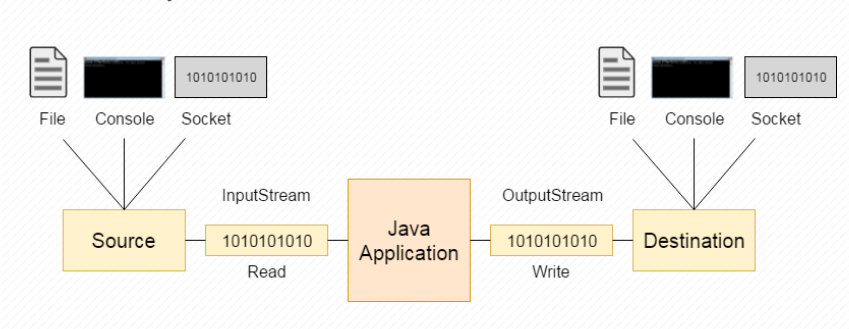 1010101010
1010101010
File Console Socket
File Console Socket
InputStream
OutputStream
Source
1010101010
Java
Application
1010101010
Destination
Read
Write